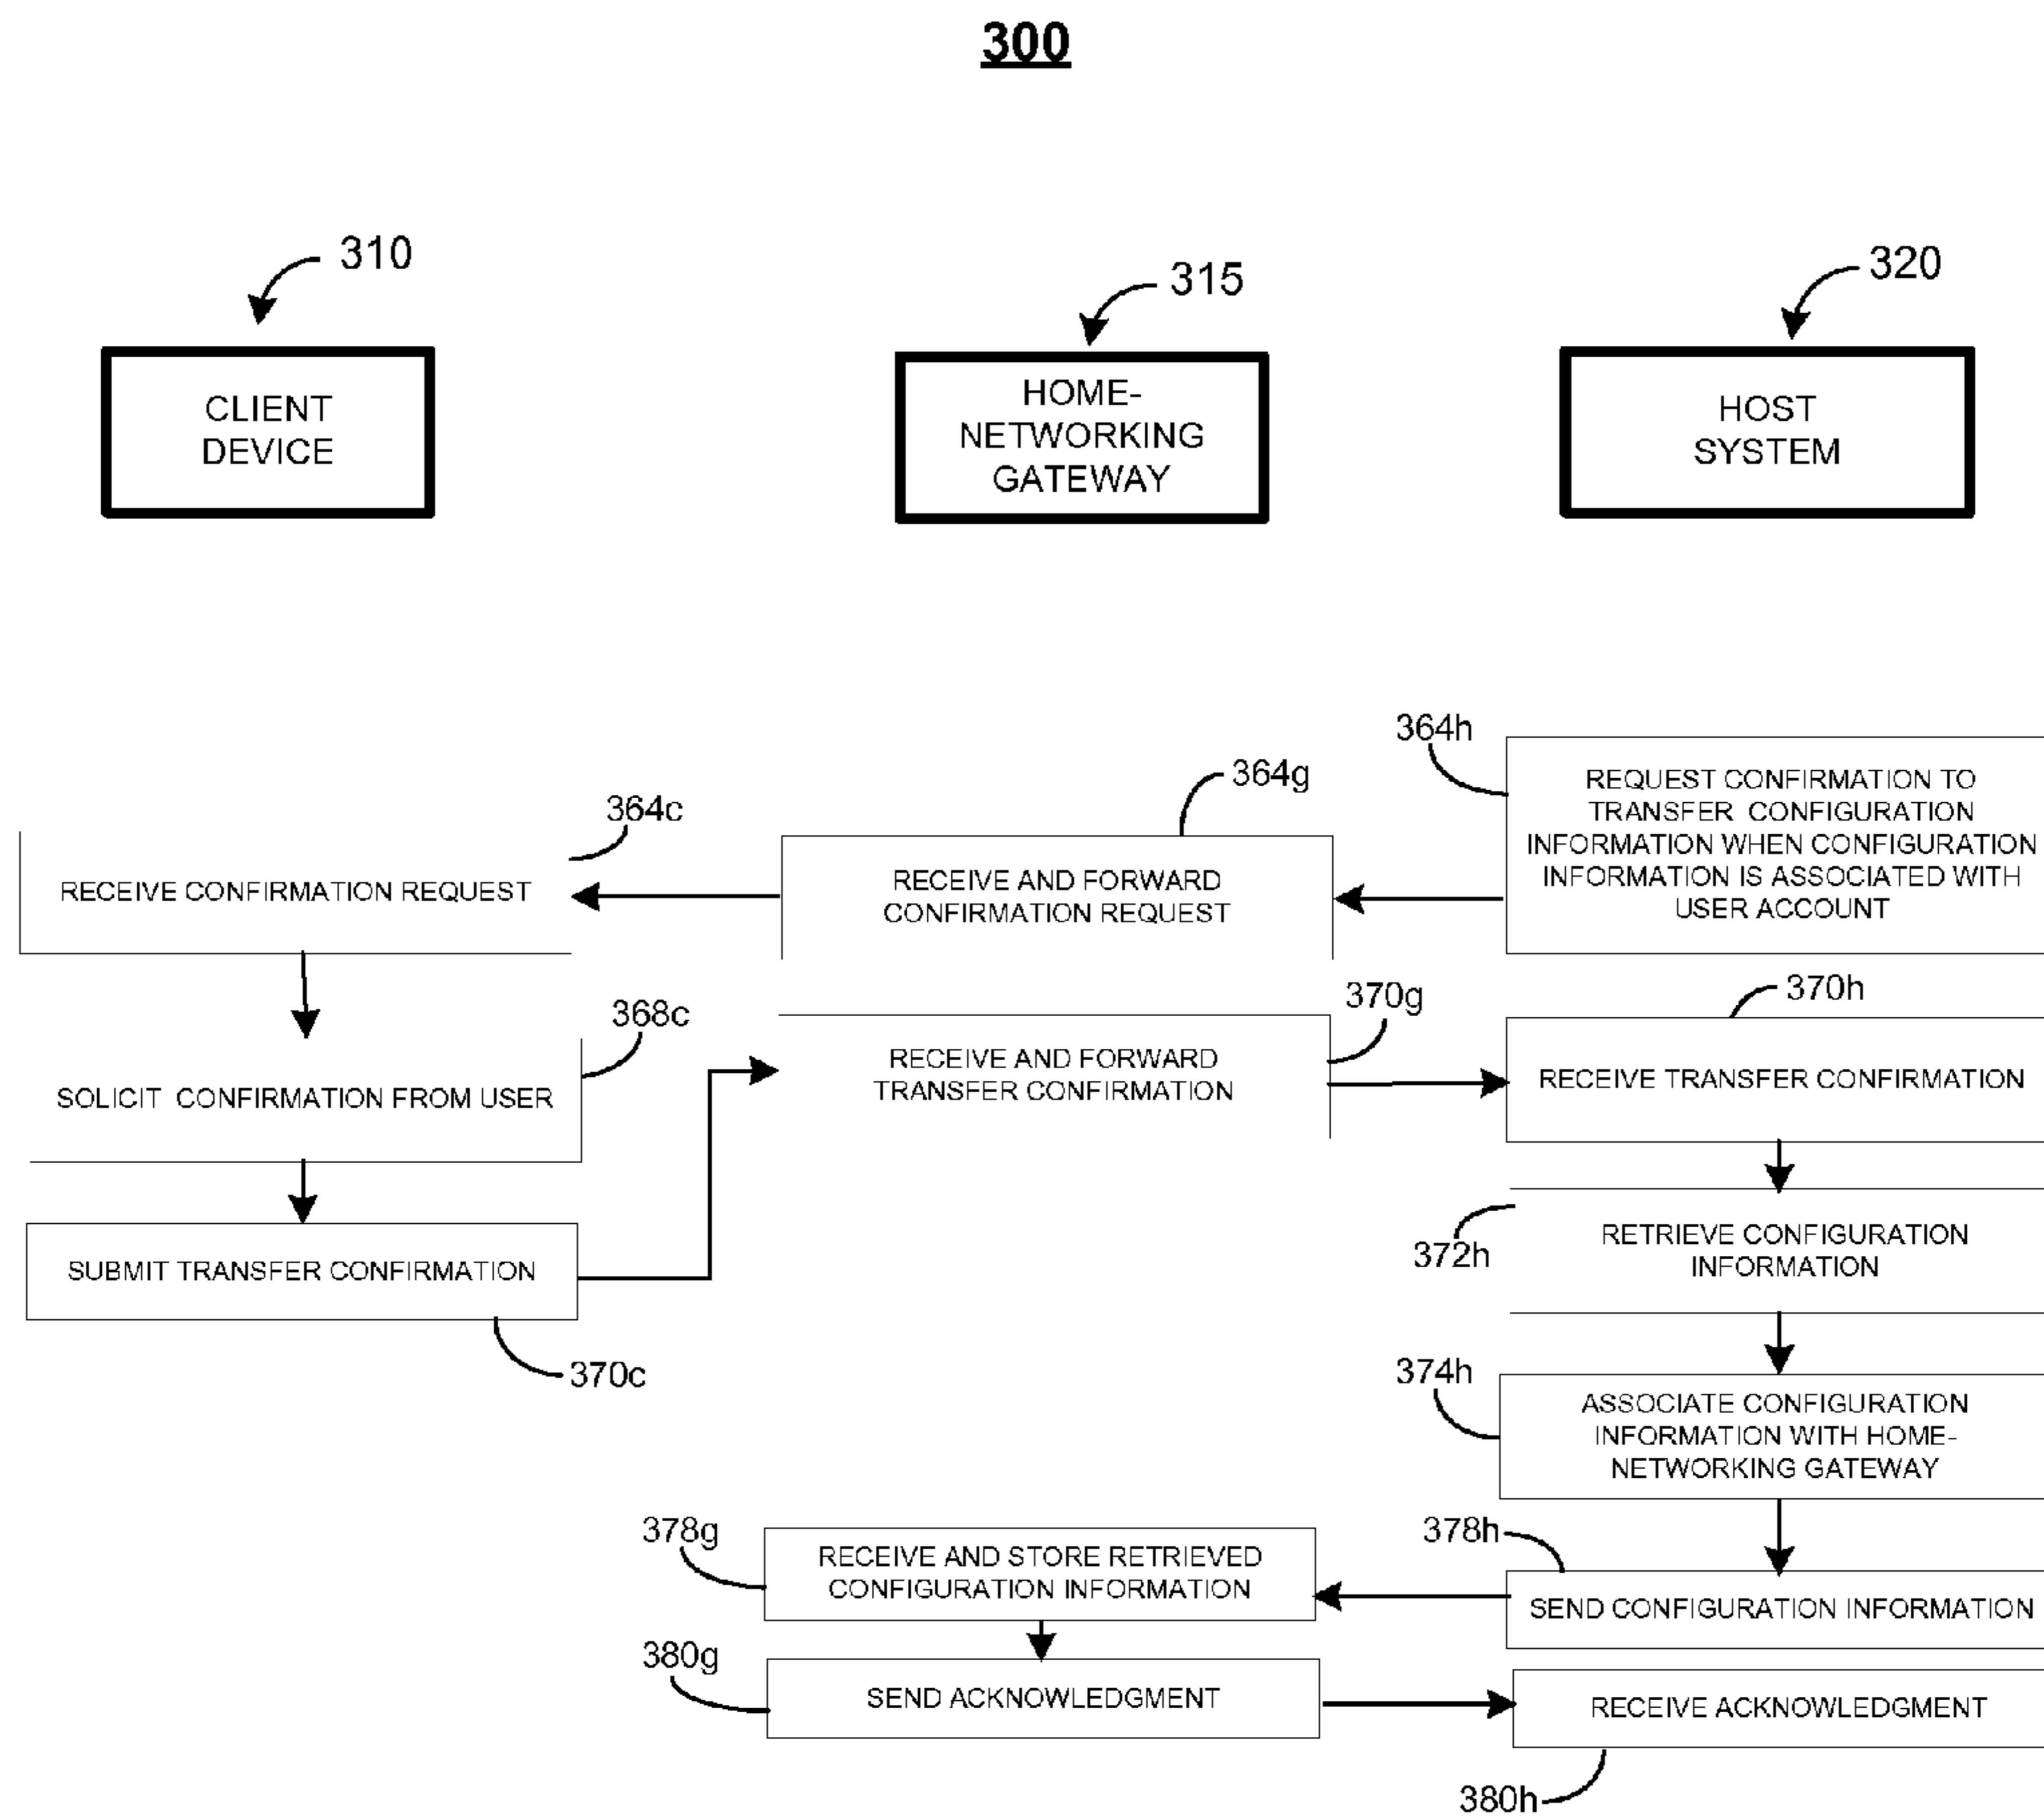 300
310
315
320
CLIENT
DEVICE
HOME-
NETWORKING
GATEWAY
HOST
SYSTEM
364h
REQUEST CONFIRMATION TO
TRANSFER CONFIGURATION
INFORMATION WHEN CONFIGURATION
INFORMATION IS ASSOCIATED WITH
USER ACCOUNT
364g
RECEIVE AND FORWARD
CONFIRMATION REQUEST
364c
RECEIVE CONFIRMATION REQUEST
368c
SOLICIT CONFIRMATION FROM USER
370g
RECEIVE AND FORWARD
TRANSFER CONFIRMATION
370h
RECEIVE TRANSFER CONFIRMATION
SUBMIT TRANSFER CONFIRMATION
370c
372h
RETRIEVE CONFIGURATION
INFORMATION
374h
ASSOCIATE CONFIGURATION
INFORMATION WITH HOME-
NETWORKING GATEWAY
378g
RECEIVE AND STORE RETRIEVED
CONFIGURATION INFORMATION
378h
SEND CONFIGURATION INFORMATION
380g
SEND ACKNOWLEDGMENT
RECEIVE ACKNOWLEDGMENT
380h